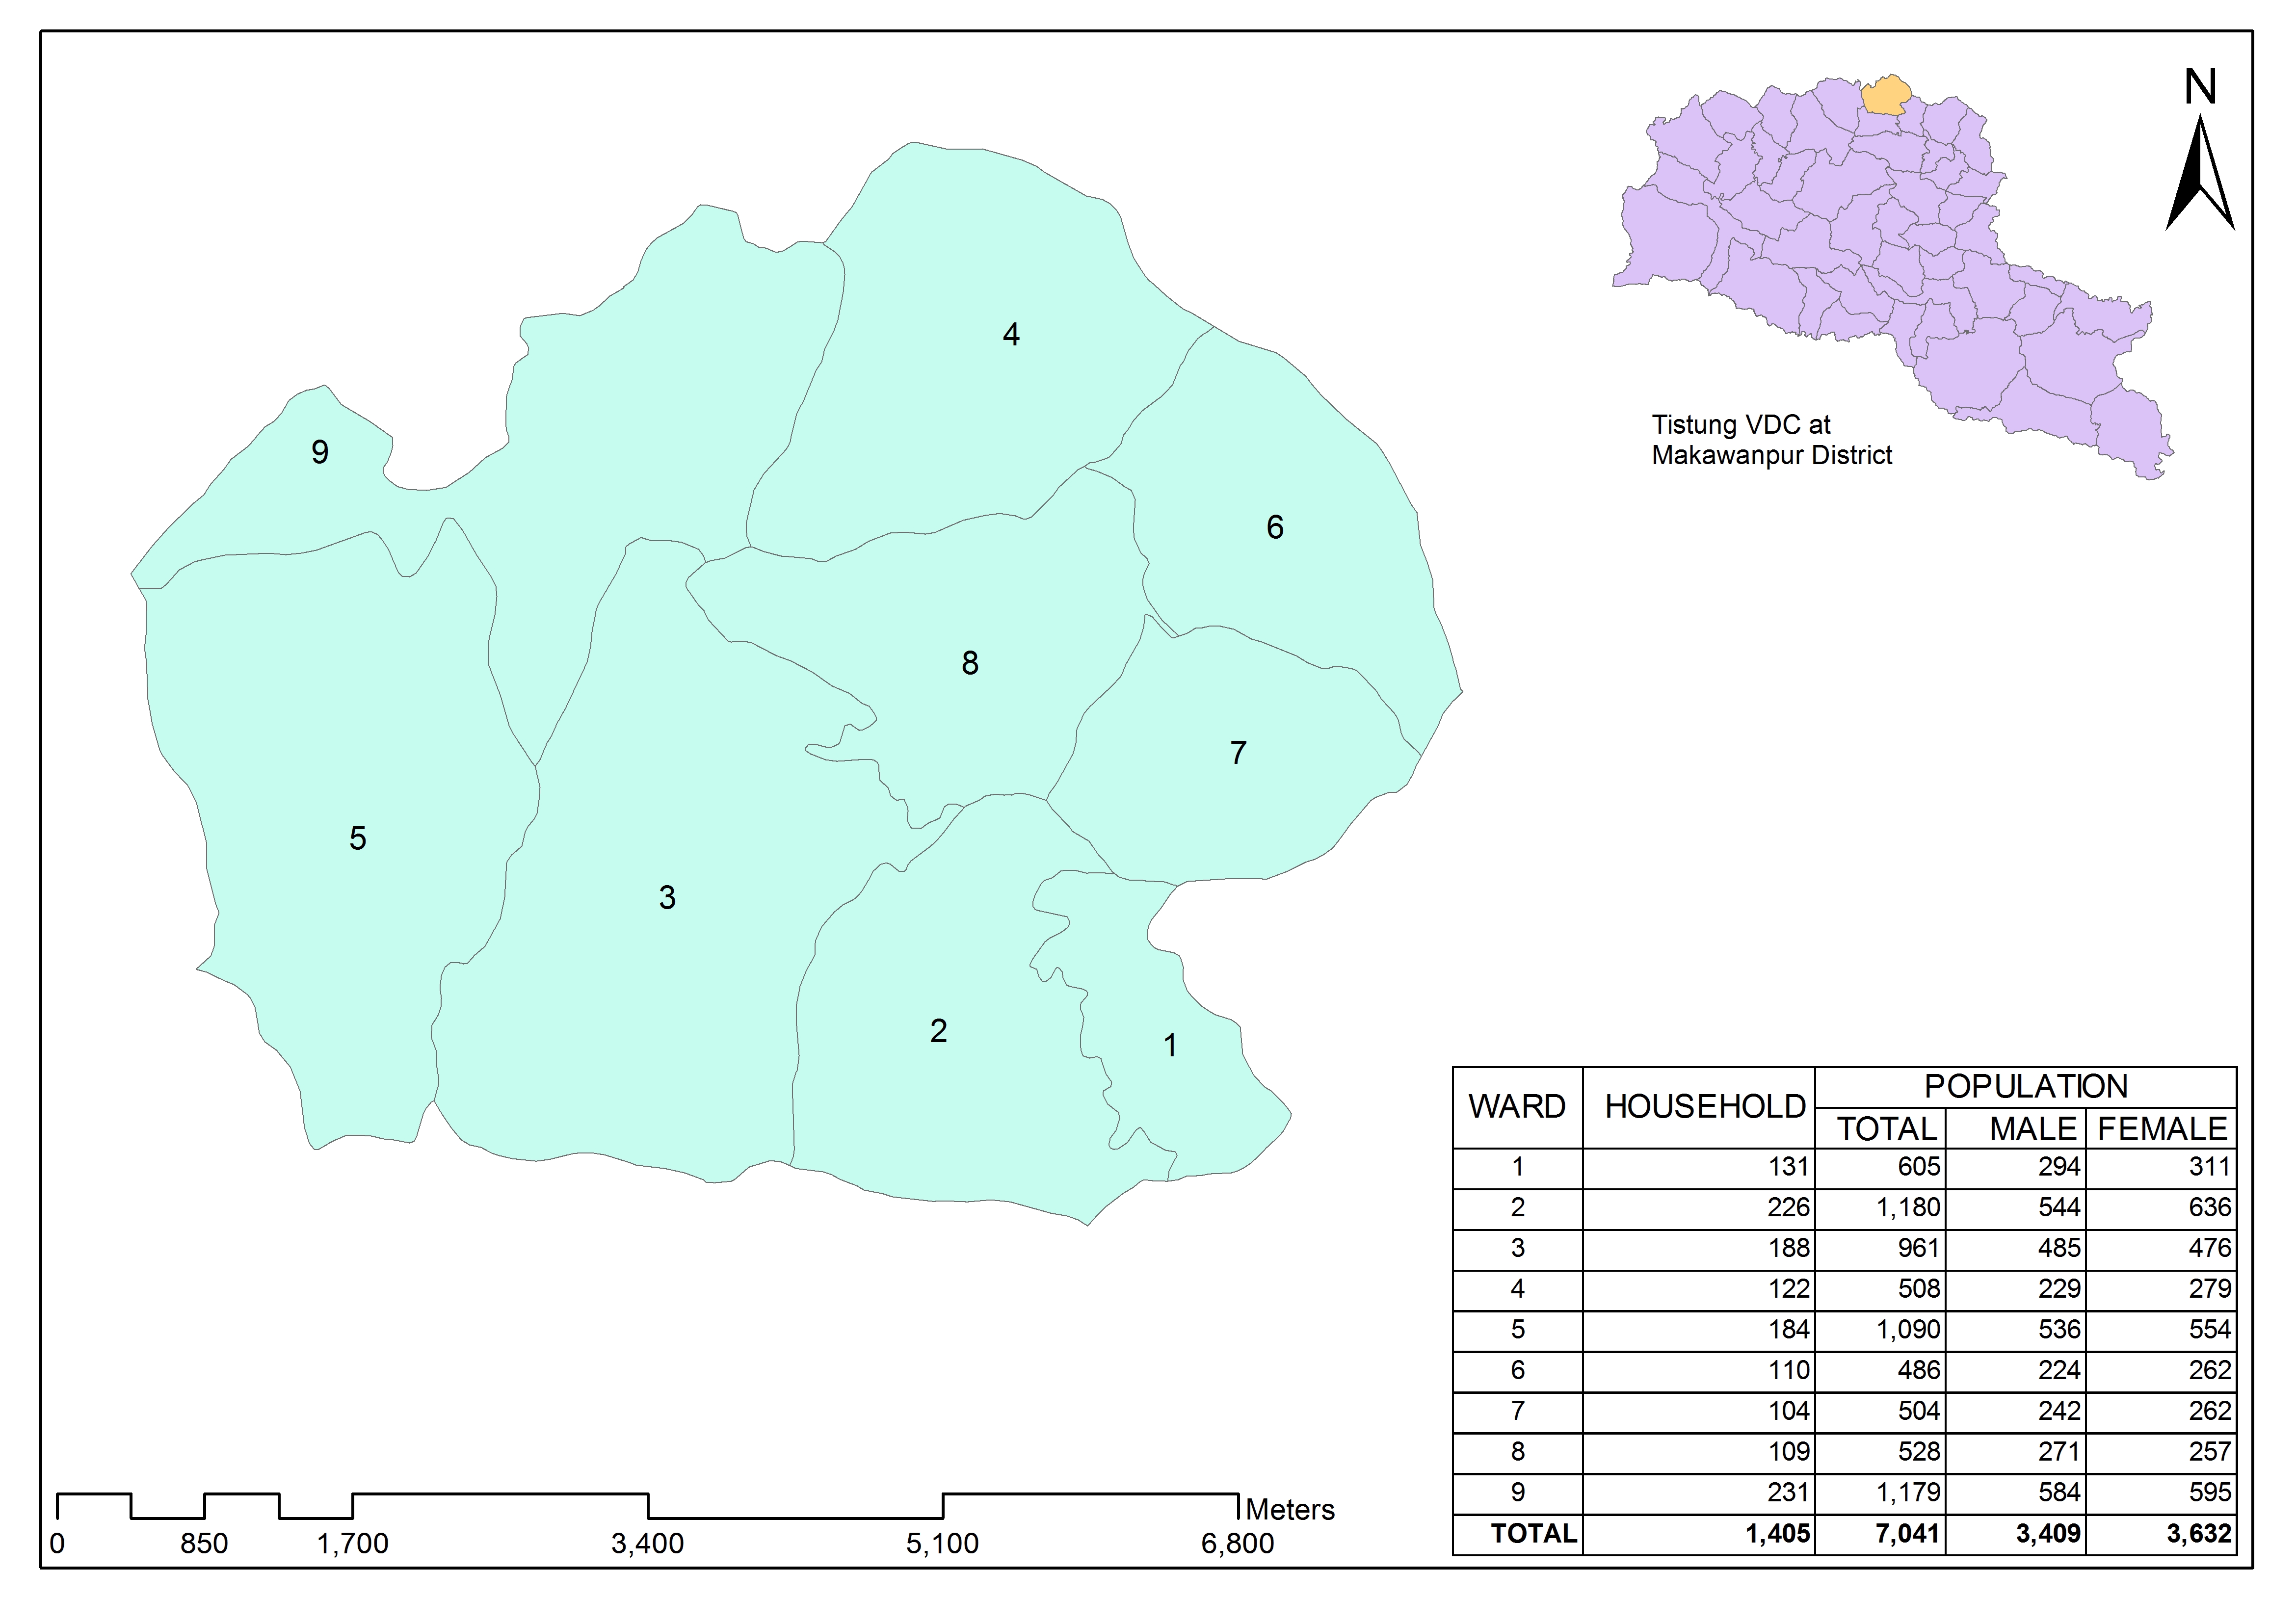 N
4
9
6
8
7
5
3
2
1
Tistung VDC at
Makawanpur District
WARD HOUSEHOLD POPULATION
TOTAL MALE FEMALE
1 131 605 294 311
2 226 1,180 544 636
3 188 961 485 476
4 122 508 229 279
5 184 1,090 536 554
6 110 486 224 262
7 104 504 242 262
8 109 528 271 257
9 231 1,179 584 595
TOTAL 1,405 7,041 3,409 3,632
Meters
0 850 1,700 3,400 5,100 6,800